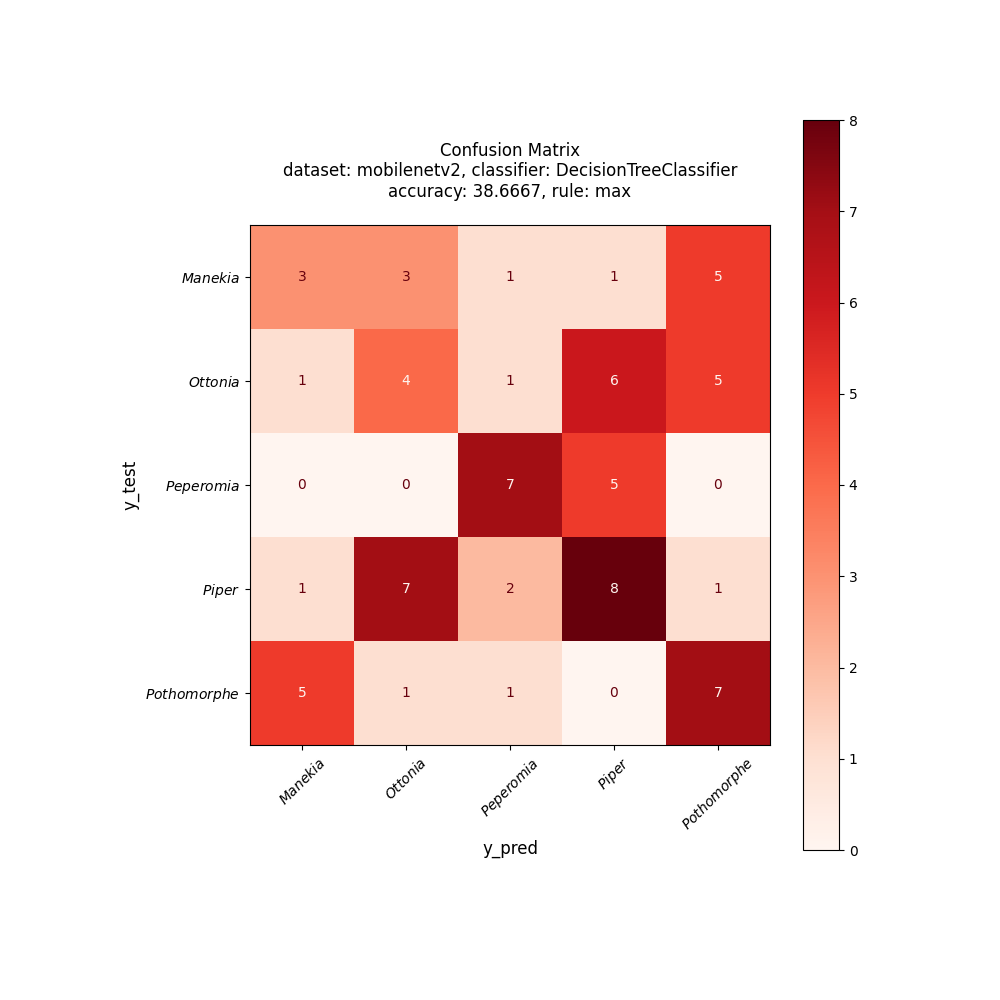 Confusion Matrix
dataset: mobilenetv2, classifier: DecisionTreeClassifier
accuracy: 38.6667, rule: max
Manekia 3 3 1 1 5
Ottonia 1 4 1 6 5
Peperomia 0 0 7 5 0
Piper 1 7 2 8 1
Pothomorphe 5 1 1 0 7
Manekia Ottonia Peperomia Piper Pothomorphe
y_test
y_pred
8
7
6
5
4
3
2
1
0